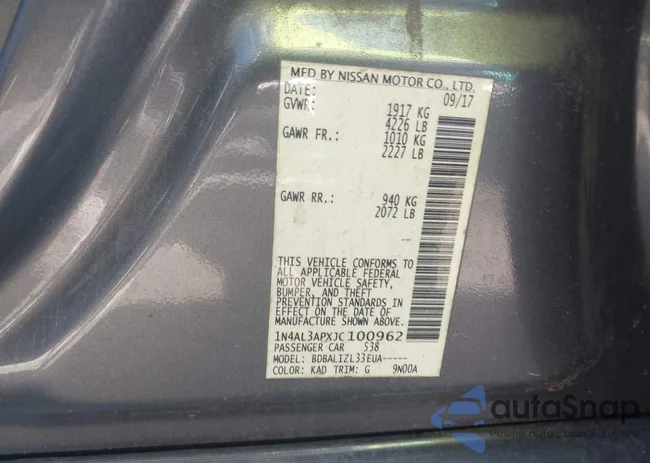 MFD BY NISSAN MOTOR CO., LTD.
DATE: 09/17
GVWR: 1917 KG
4226 LB
GAWR FR.: 1010 KG
2227 LB
GAWR RR.: 940 KG
2072 LB
THIS VEHICLE CONFORMS TO
ALL APPLICABLE FEDERAL
MOTOR VEHICLE SAFETY,
BUMPER, AND THEFT
PREVENTION STANDARDS IN
EFFECT ON THE DATE OF
MANUFACTURE SHOWN ABOVE.
1N4AL3APXJC100962
PASSENGER CAR 538
MODEL: BDBALIZL33EUA-----
COLOR: KAD TRIM: G 9N00A
autoSnap